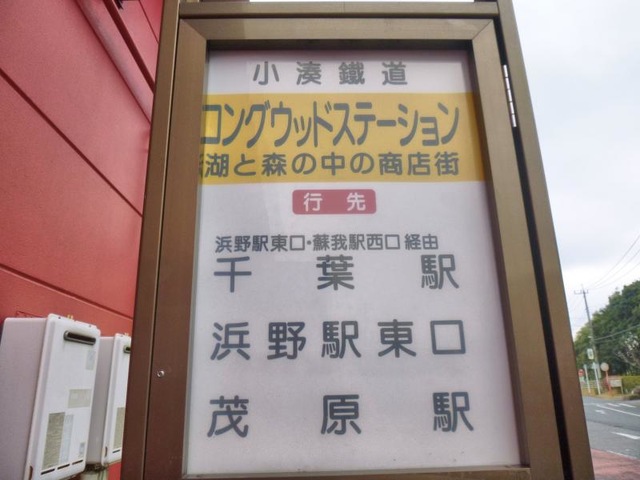 小湊鐵道
ロングウッドステーション
湖と森の中の商店街
行先
浜野駅東口・蘇我駅西口 経由
千葉駅
浜野駅東口
茂原駅